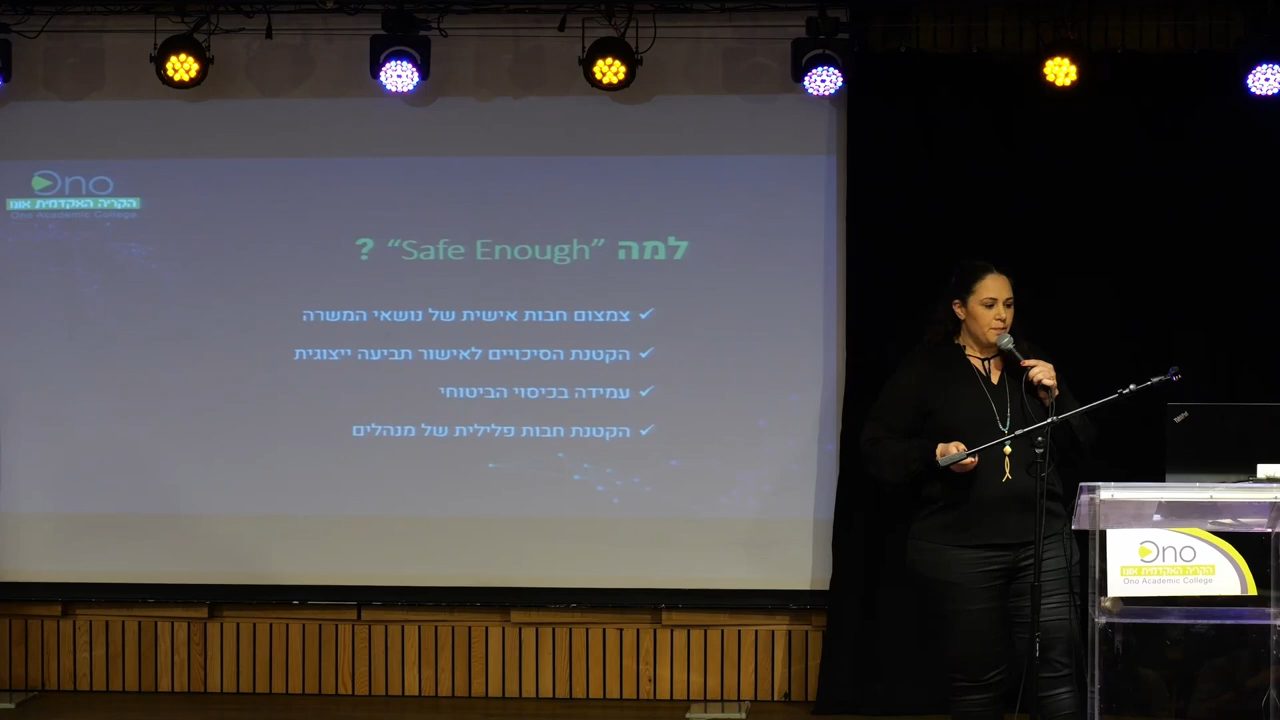 Ono
הקריה האקדמית אונו
Ono Academic College
למה “Safe Enough” ?
✓ צמצום חבות אישית של נושאי המשרה
✓ הקטנת הסיכויים לאישור תביעה ייצוגית
✓ עמידה בכיסוי הביטוחי
✓ הקטנת חבות פלילית של מנהלים
Ono
הקריה האקדמית אונו
Ono Academic College